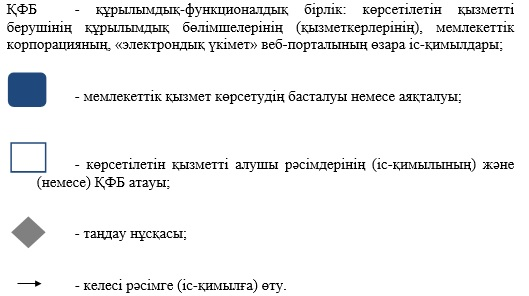 ҚФБ - құрылымдық-функционалдық бірлік: көрсетілетін қызметті
берушінің құрылымдық бөлімшелерінің (қызметкерлерінің), мемлекеттік
корпорацияның, «электрондық үкімет» веб-порталының өзара іс-қимылдары;
- мемлекеттік қызмет көрсетудің басталуы немесе аяқталуы;
- көрсетілетін қызметті алушы рәсімдерінің (іс-қимылының) және
(немесе) ҚФБ атауы;
- таңдау нұсқасы;
- келесі рәсімге (іс-қимылға) өту.